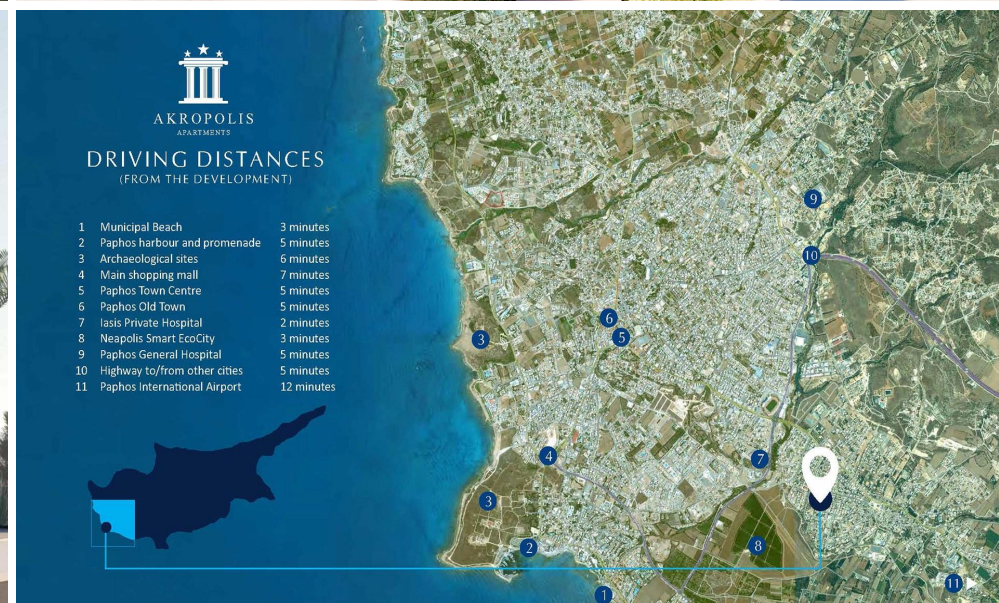 AKROPOLIS
APARTMENTS
DRIVING DISTANCES
(FROM THE DEVELOPMENT)
1 Municipal Beach 3 minutes
2 Paphos harbour and promenade 5 minutes
3 Archaeological sites 6 minutes
4 Main shopping mall 7 minutes
5 Paphos Town Centre 5 minutes
6 Paphos Old Town 5 minutes
7 Iasis Private Hospital 2 minutes
8 Neapolis Smart EcoCity 3 minutes
9 Paphos General Hospital 5 minutes
10 Highway to/from other cities 5 minutes
11 Paphos International Airport 12 minutes
9
10
6
5
3
4
7
3
2
8
11
1